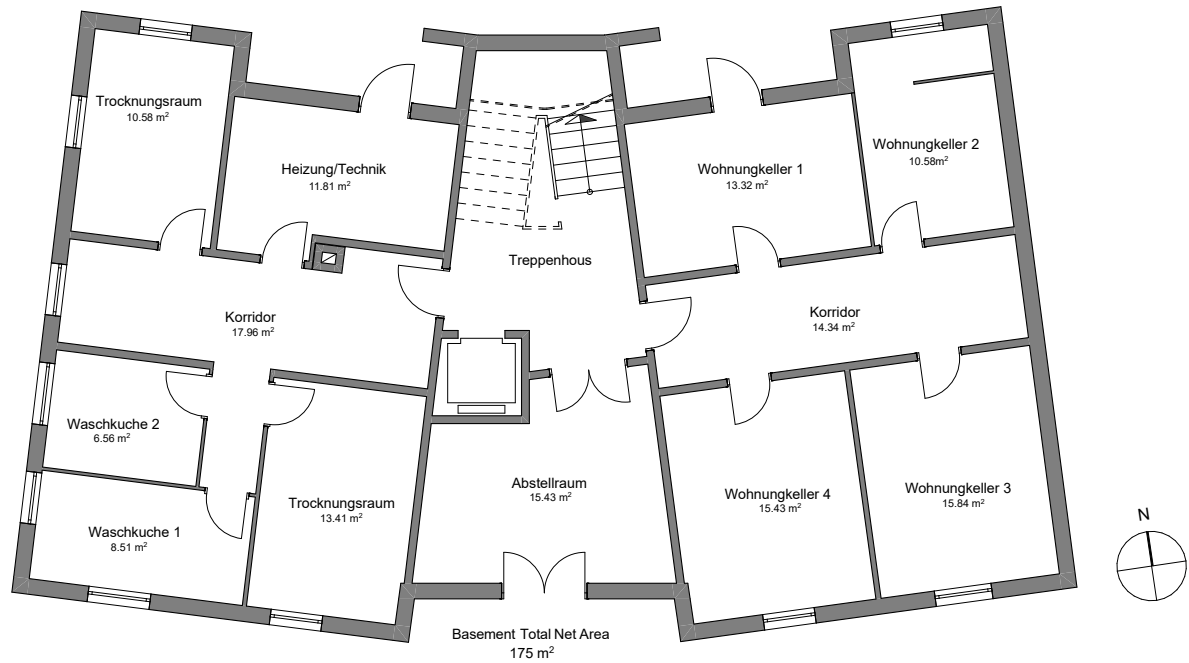 Trocknungsraum
10.58 m²
Heizung/Technik
11.81 m²
Wohnungkeller 1
13.32 m²
Wohnungkeller 2
10.58m²
Treppenhous
Korridor
17.96 m²
Korridor
14.34 m²
Waschkuche 2
6.56 m²
Waschkuche 1
8.51 m²
Trocknungsraum
13.41 m²
Abstellraum
15.43 m²
Wohnungkeller 4
15.43 m²
Wohnungkeller 3
15.84 m²
N
Basement Total Net Area
175 m²